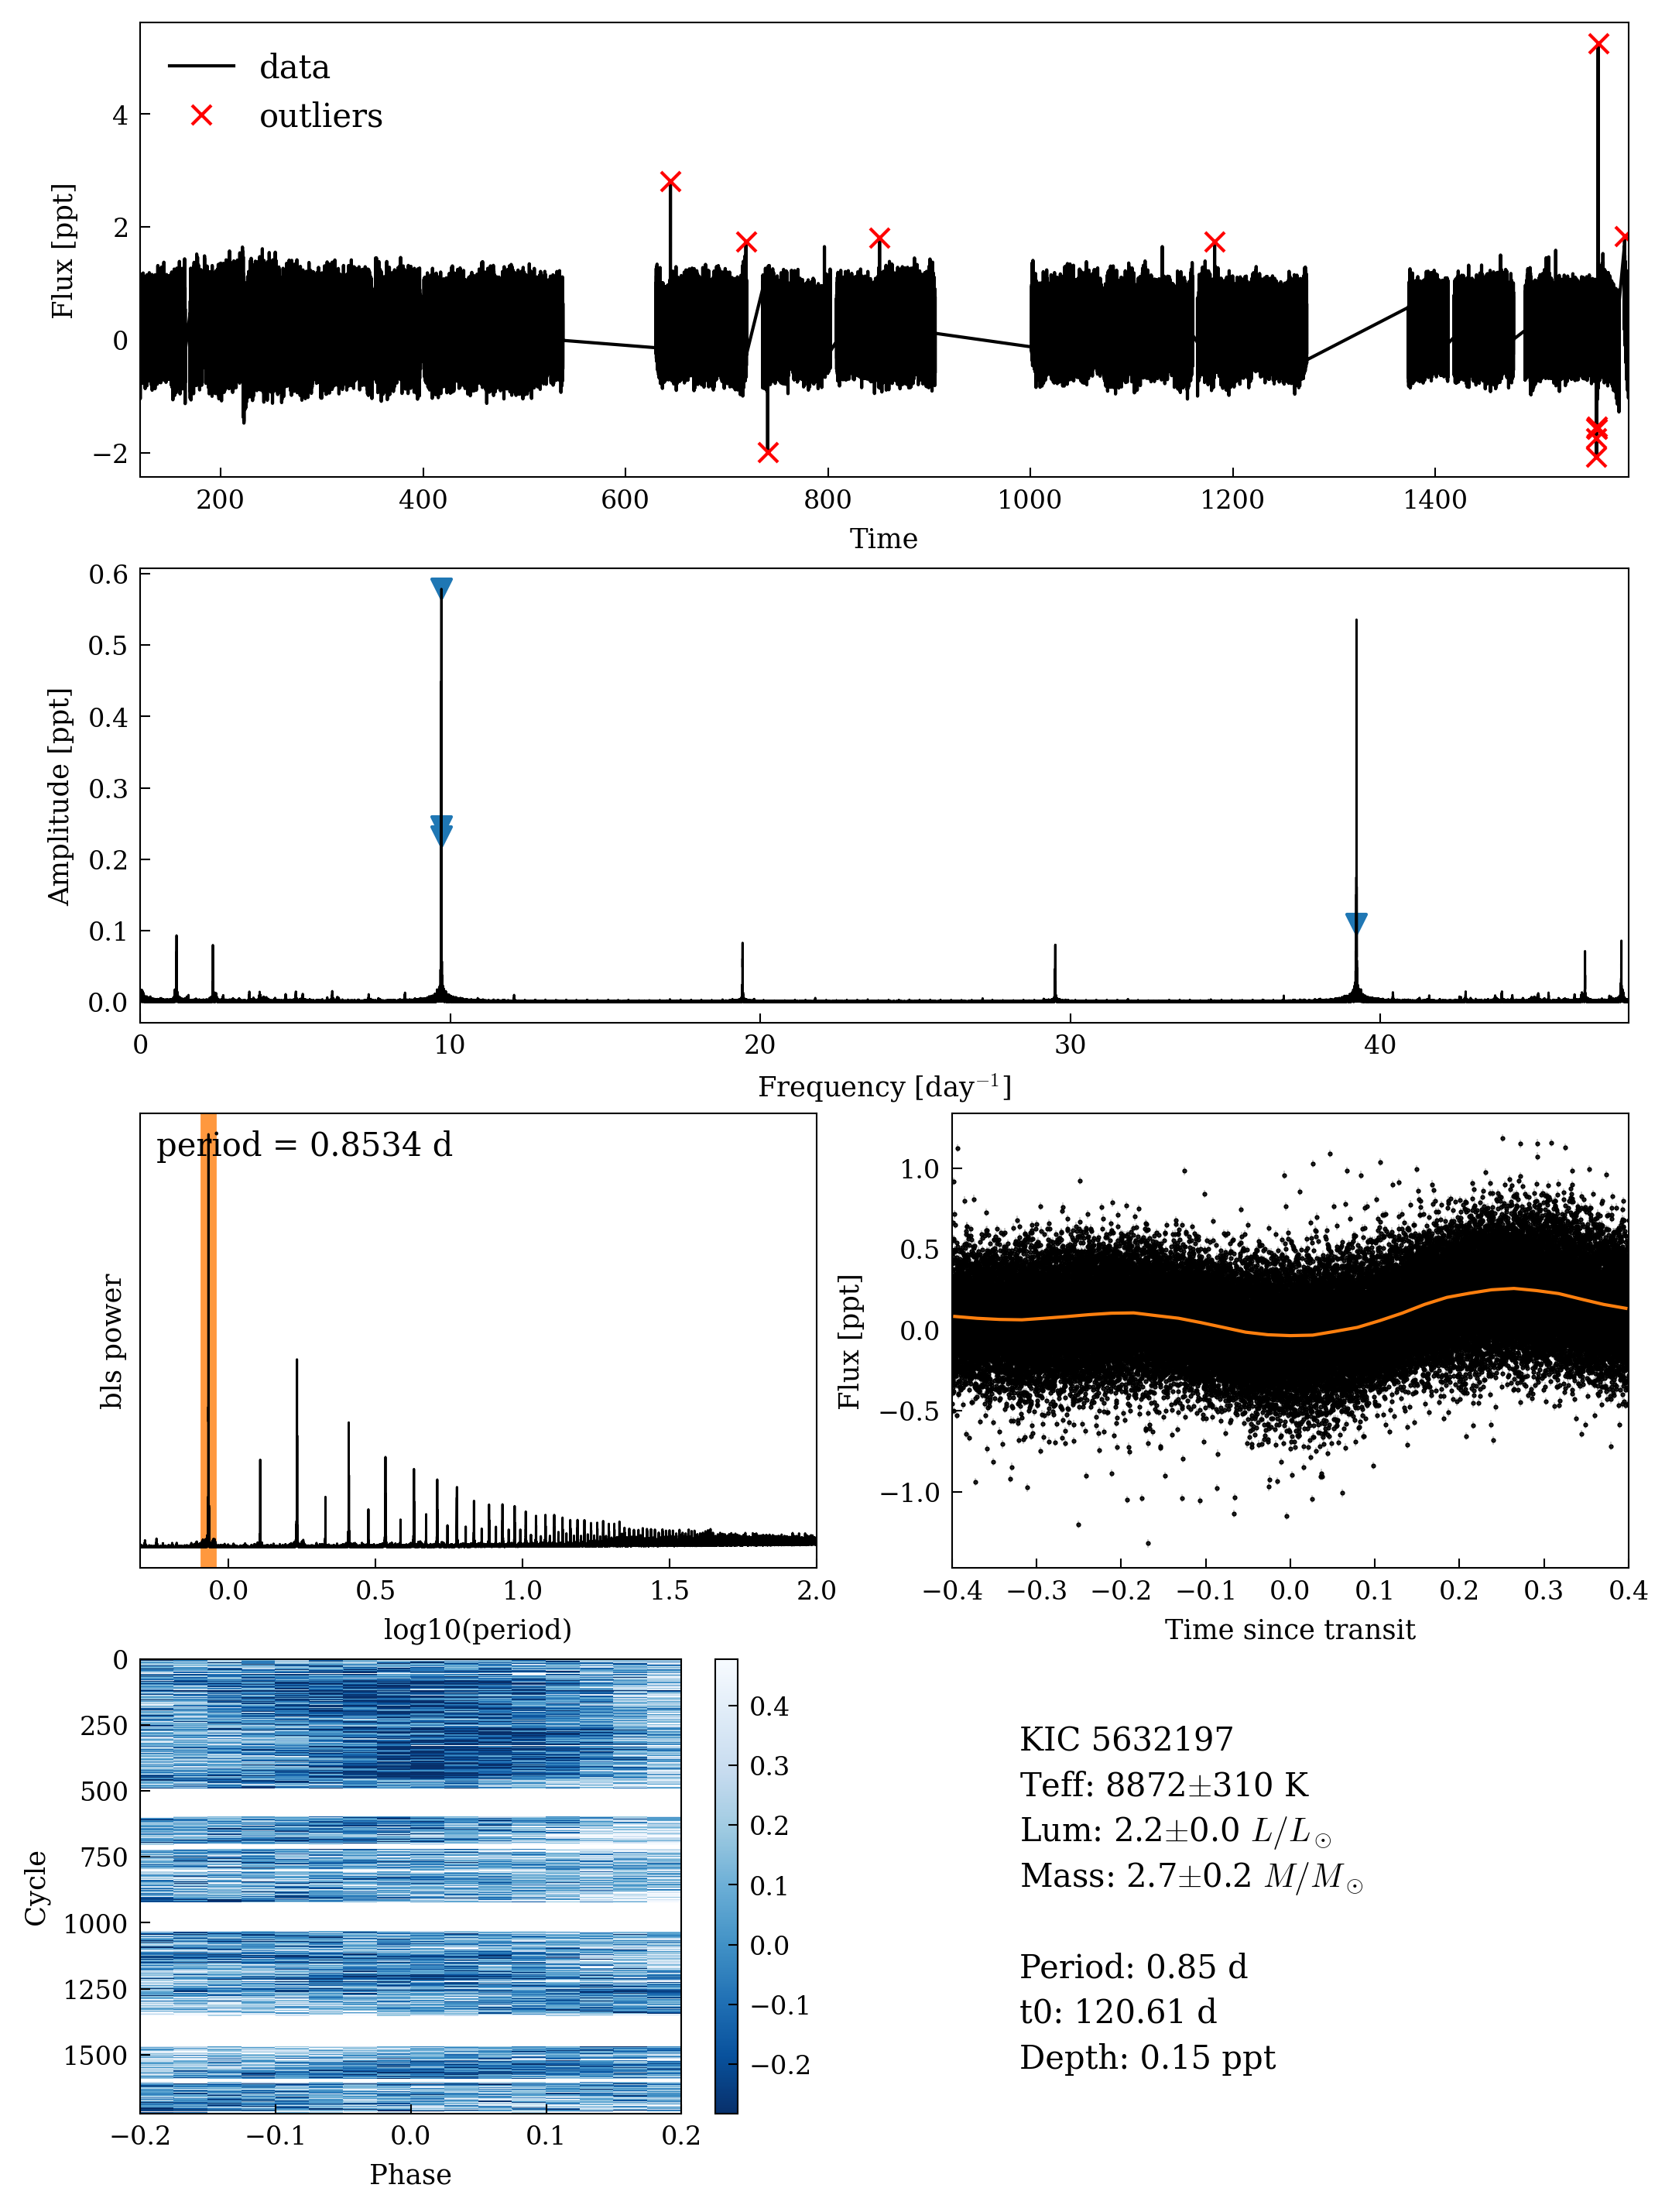 data
outliers
4
2
0
−2
Flux [ppt]
200 400 600 800 1000 1200 1400
Time
0.6
0.5
0.4
0.3
0.2
0.1
0.0
Amplitude [ppt]
0 10 20 30 40
Frequency [day⁻¹]
period = 0.8534 d
bls power
0.0 0.5 1.0 1.5 2.0
log10(period)
1.0
0.5
0.0
−0.5
−1.0
Flux [ppt]
−0.4 −0.3 −0.2 −0.1 0.0 0.1 0.2 0.3 0.4
Time since transit
0
250
500
750
1000
1250
1500
Cycle
−0.2 −0.1 0.0 0.1 0.2
Phase
0.4
0.3
0.2
0.1
0.0
−0.1
−0.2
KIC 5632197
Teff: 8872±310 K
Lum: 2.2±0.0 L/L⊙
Mass: 2.7±0.2 M/M⊙
Period: 0.85 d
t0: 120.61 d
Depth: 0.15 ppt